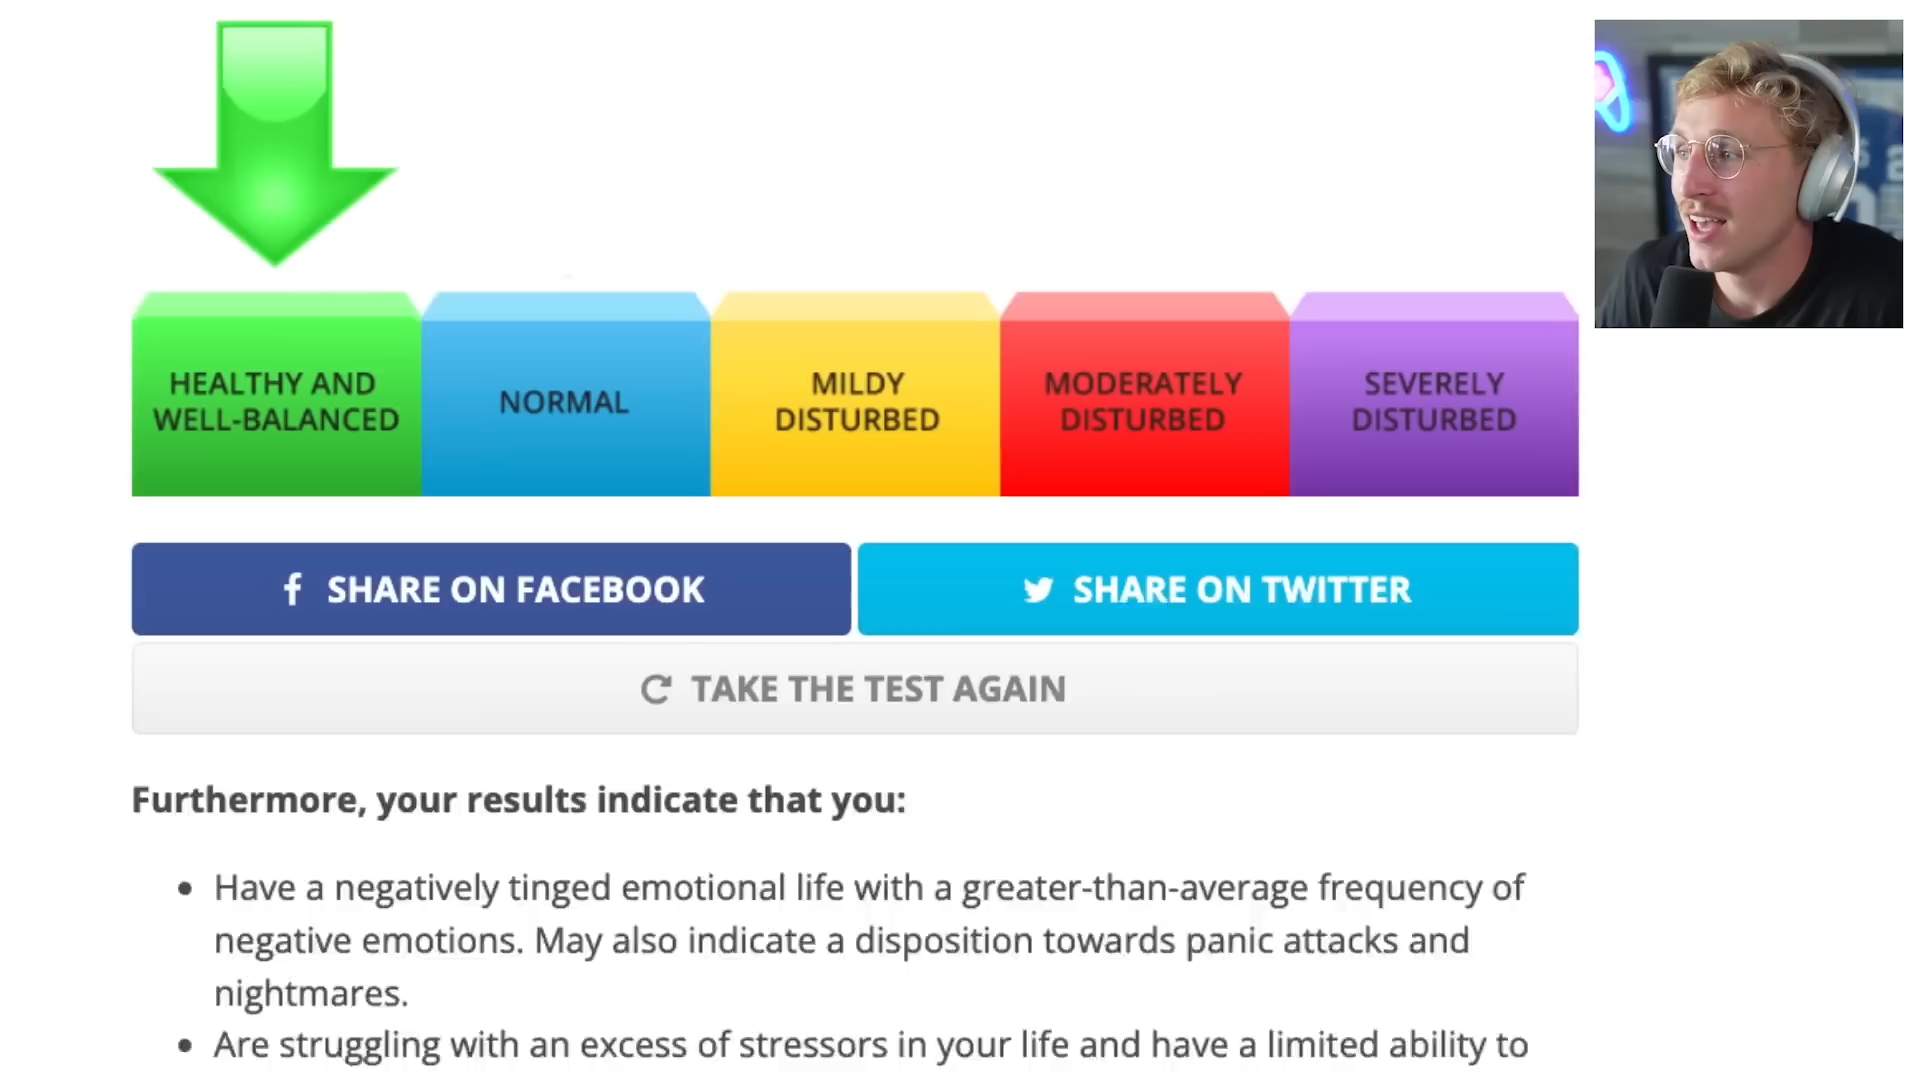 HEALTHY AND
WELL-BALANCED
NORMAL
MILDY
DISTURBED
MODERATELY
DISTURBED
SEVERELY
DISTURBED
SHARE ON FACEBOOK
SHARE ON TWITTER
TAKE THE TEST AGAIN
Furthermore, your results indicate that you:
• Have a negatively tinged emotional life with a greater-than-average frequency of
negative emotions. May also indicate a disposition towards panic attacks and
nightmares.
• Are struggling with an excess of stressors in your life and have a limited ability to